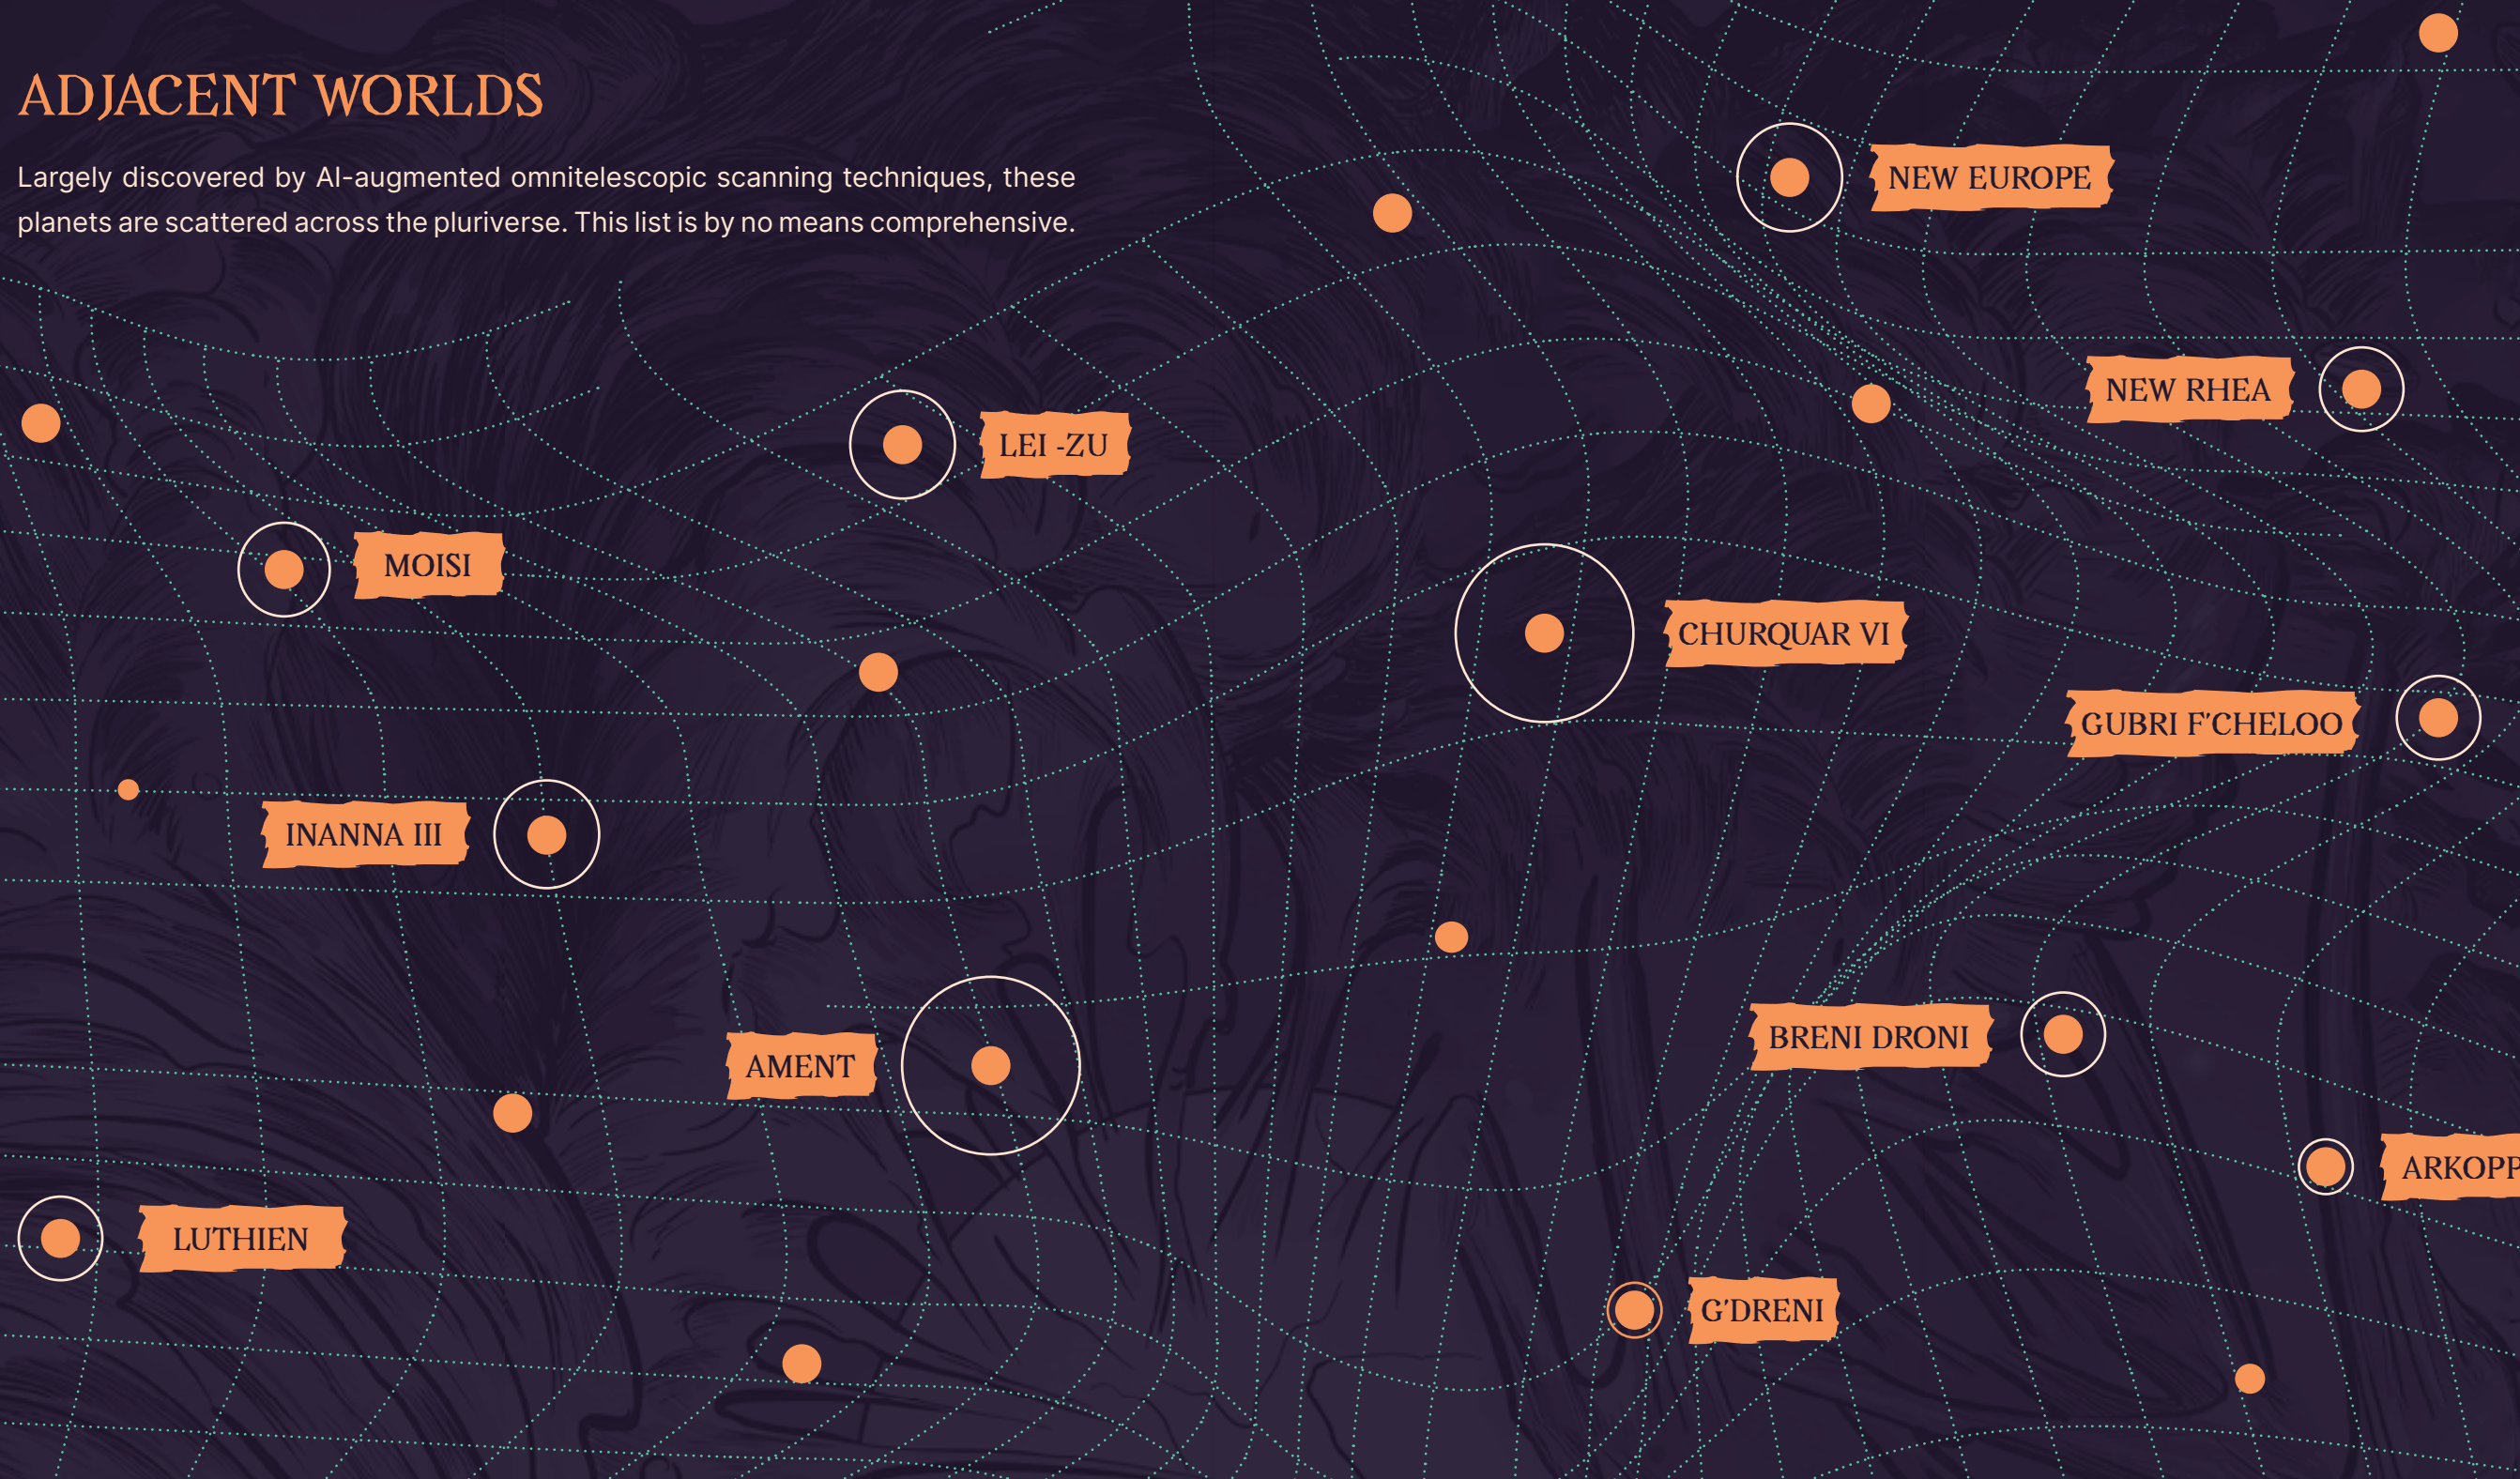 ADJACENT WORLDS
Largely discovered by AI-augmented omnitelescopic scanning techniques, these
planets are scattered across the pluriverse. This list is by no means comprehensive.
NEW EUROPE
NEW RHEA
LEI -ZU
MOISI
CHURQUAR VI
GUBRI F'CHELOO
INANNA III
BRENI DRONI
AMENT
ARKOPP
LUTHIEN
G'DRENI